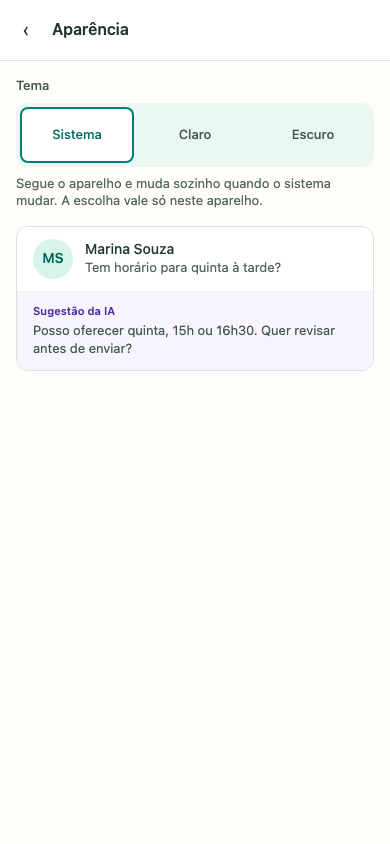 Aparência
Tema
Sistema
Claro
Escuro
Segue o aparelho e muda sozinho quando o sistema
mudar. A escolha vale só neste aparelho.
MS
Marina Souza
Tem horário para quinta à tarde?
Sugestão da IA
Posso oferecer quinta, 15h ou 16h30. Quer revisar
antes de enviar?